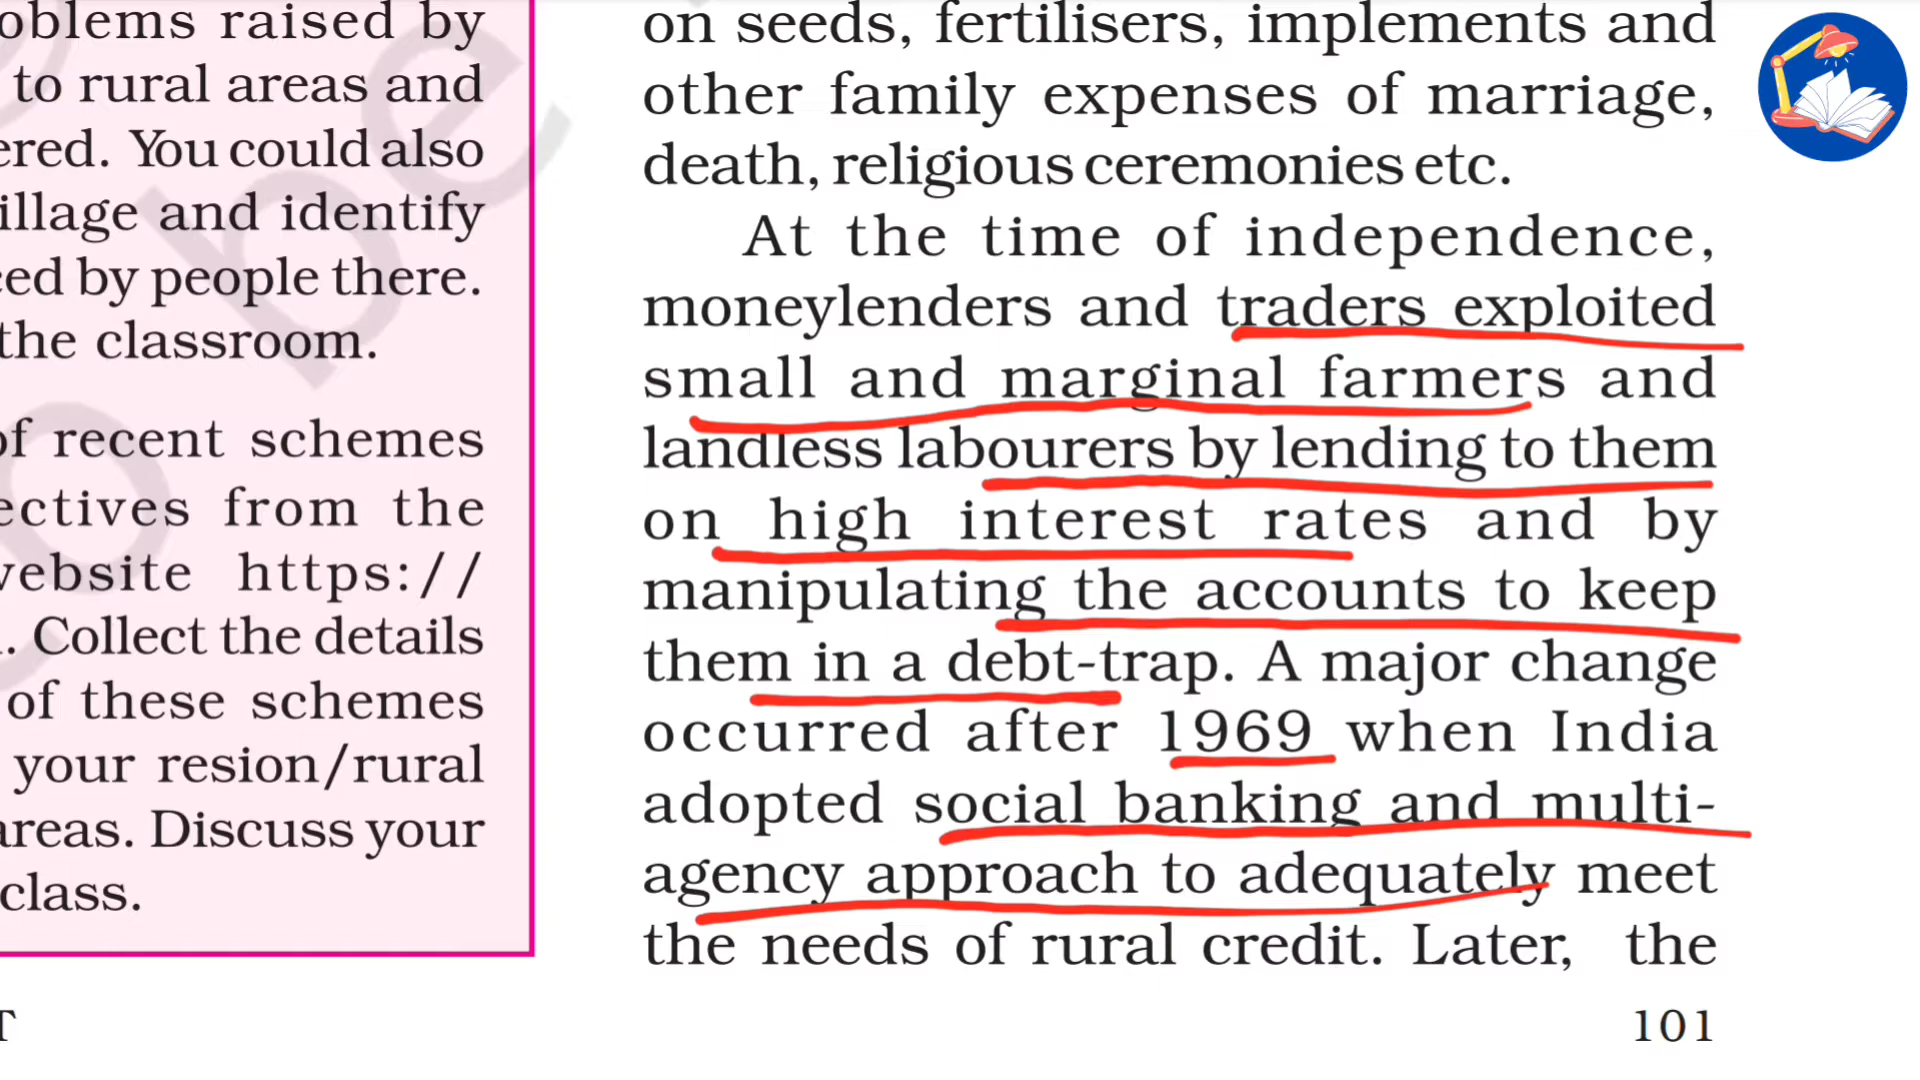 oblems raised by
to rural areas and
ered. You could also
illage and identify
ced by people there.
the classroom.
of recent schemes
ectives from the
website https://
. Collect the details
of these schemes
your resion/rural
areas. Discuss your
class.
on seeds, fertilisers, implements and
other family expenses of marriage,
death, religious ceremonies etc.
At the time of independence,
moneylenders and traders exploited
small and marginal farmers and
landless labourers by lending to them
on high interest rates and by
manipulating the accounts to keep
them in a debt-trap. A major change
occurred after 1969 when India
adopted social banking and multi-
agency approach to adequately meet
the needs of rural credit. Later, the
T
101